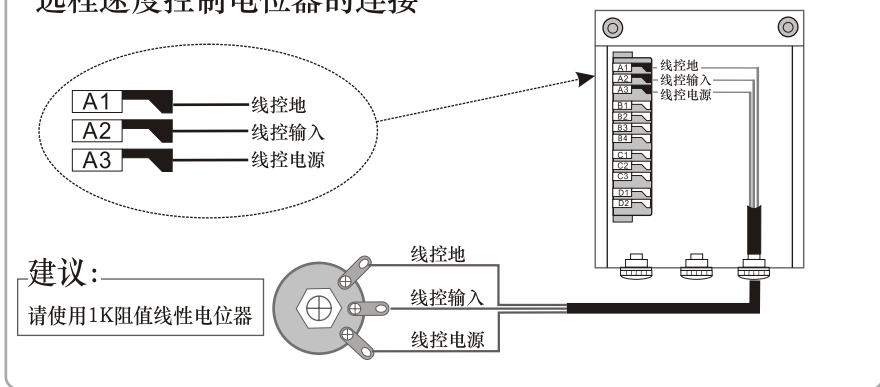 远程速度控制电位器的连接
A1 线控地
A2 线控输入
A3 线控电源
A1 线控地
A2 线控输入
A3 线控电源
B1
B2
B3
B4
C1
C2
C3
D1
D2
建议:
请使用1K阻值线性电位器
线控地
线控输入
线控电源